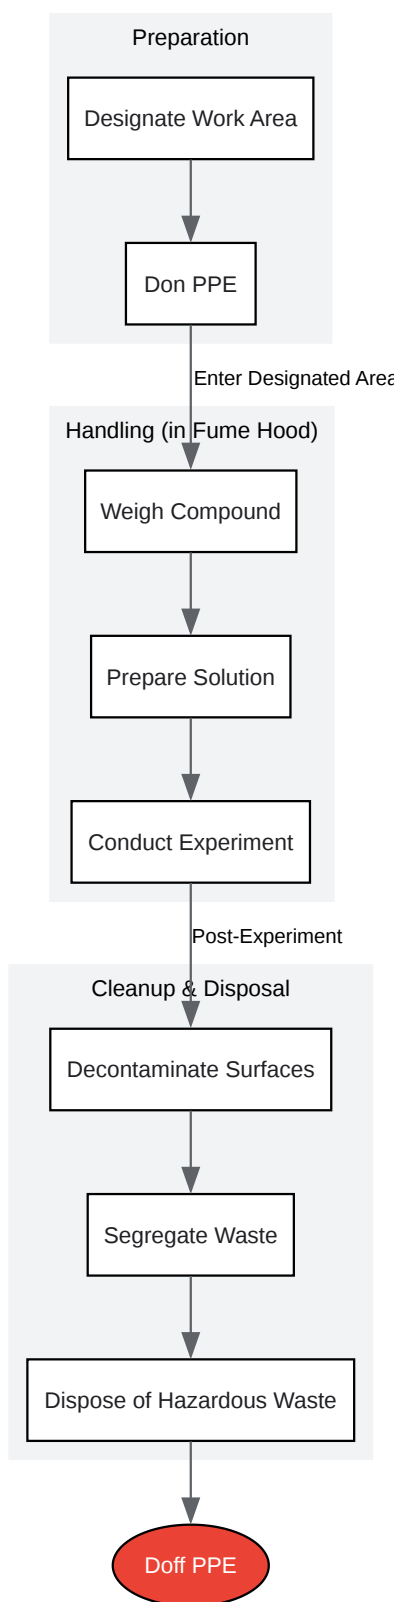 Preparation
Designate Work Area
Don PPE
Enter Designated Area
Handling (in Fume Hood)
Weigh Compound
Prepare Solution
Conduct Experiment
Post-Experiment
Cleanup & Disposal
Decontaminate Surfaces
Segregate Waste
Dispose of Hazardous Waste
Doff PPE